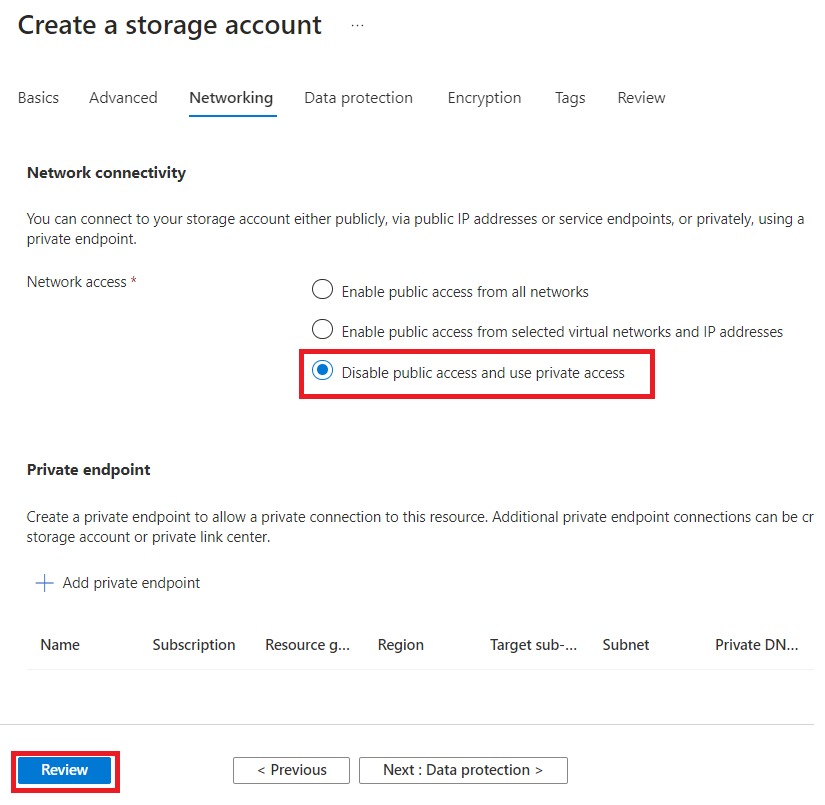 Create a storage account ...
Basics Advanced Networking Data protection Encryption Tags Review
Network connectivity
You can connect to your storage account either publicly, via public IP addresses or service endpoints, or privately, using a
private endpoint.
Network access *
Enable public access from all networks
Enable public access from selected virtual networks and IP addresses
Disable public access and use private access
Private endpoint
Create a private endpoint to allow a private connection to this resource. Additional private endpoint connections can be cr
storage account or private link center.
+ Add private endpoint
Name Subscription Resource g... Region Target sub-... Subnet Private DN...
Review < Previous Next : Data protection >